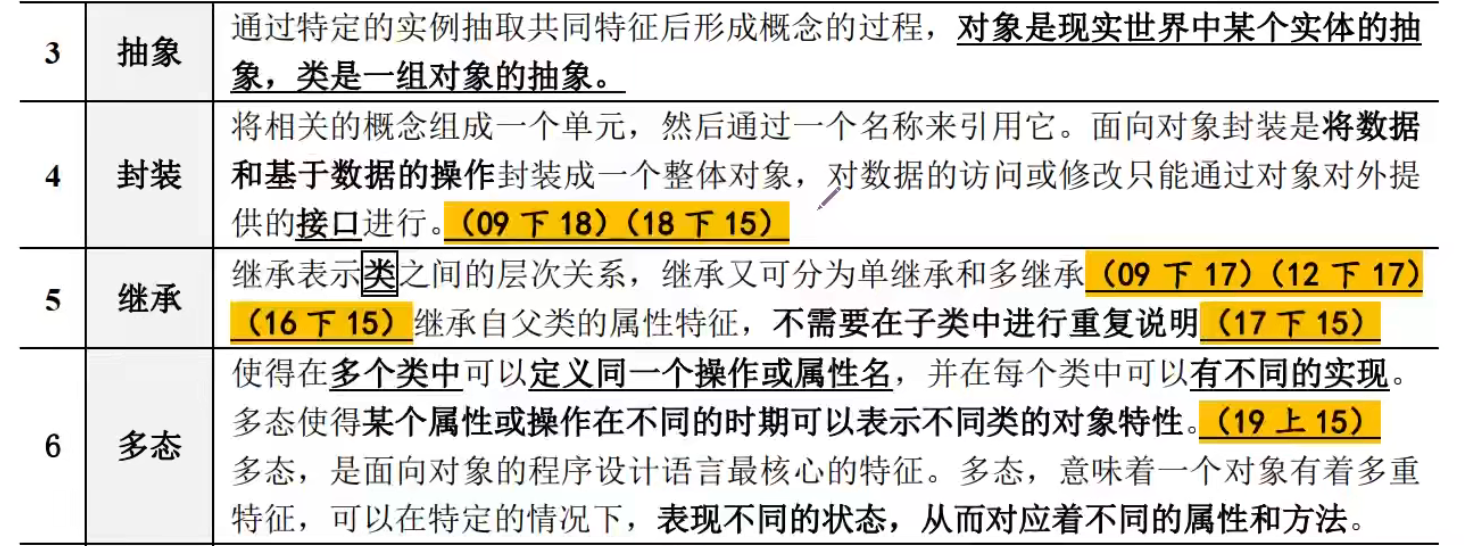 通过特定的实例抽取共同特征后形成概念的过程，对象是现实世界中某个实体的抽
3 抽象
象，类是一组对象的抽象。
将相关的概念组成一个单元，然后通过一个名称来引用它。面向对象封装是将数据
4 封装 和基于数据的操作封装成一个整体对象，对数据的访问或修改只能通过对象对外提
供的接口进行。（09 下 18）（18 下 15）
继承表示类之间的层次关系，继承又可分为单继承和多继承（09 下 17）（12 下 17）
5 继承
（16 下 15）继承自父类的属性特征，不需要在子类中进行重复说明（17 下 15）
使得在多个类中可以定义同一个操作或属性名，并在每个类中可以有不同的实现。
多态使得某个属性或操作在不同的时期可以表示不同类的对象特性。（19 上 15）
6 多态
多态，是面向对象的程序设计语言最核心的特征。多态，意味着一个对象有着多重
特征，可以在特定的情况下，表现不同的状态，从而对应着不同的属性和方法。